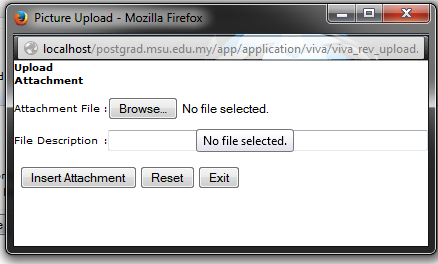 Picture Upload - Mozilla Firefox
localhost/postgrad.msu.edu.my/app/application/viva/viva_rev_upload.
Upload
Attachment
Attachment File : Browse... No file selected.
File Description :
No file selected.
Insert Attachment Reset Exit